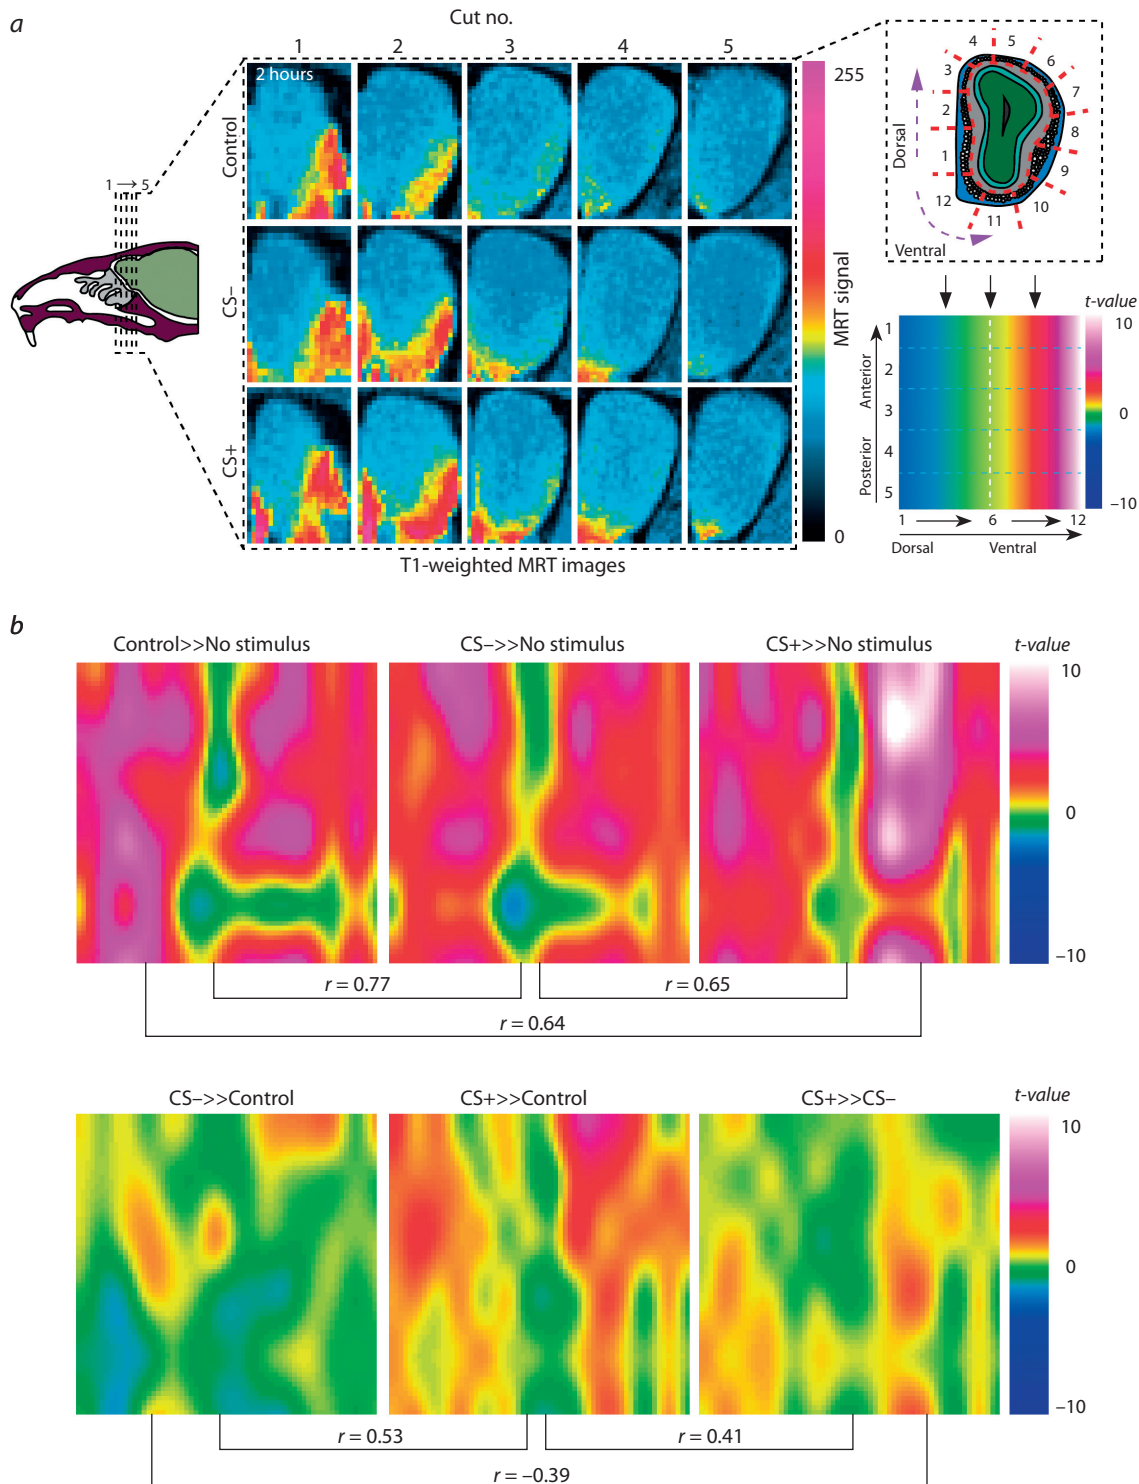 a
Cut no.
1 2 3 4 5
2 hours
Control
CS–
CS+
1 → 5
T1-weighted MRT images
255
MRT signal
0
4 5
3 6
2 7
1 8
12 9
11 10
Dorsal
Ventral
t-value
10
0
–10
Anterior
Posterior
1
2
3
4
5
1 6 12
Dorsal Ventral
b
Control>>No stimulus CS–>>No stimulus CS+>>No stimulus t-value
10
0
–10
r = 0.77 r = 0.65
r = 0.64
CS–>>Control CS+>>Control CS+>>CS– t-value
10
0
–10
r = 0.53 r = 0.41
r = –0.39